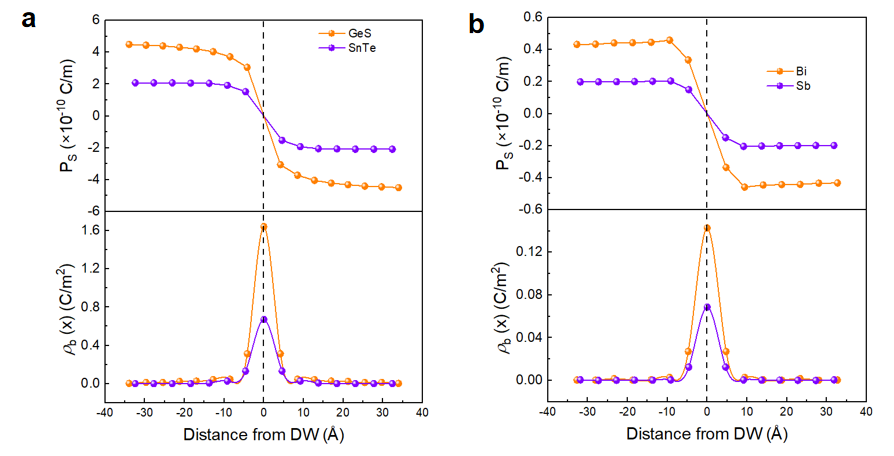 a
6
4
2
0
-2
-4
-6
P_S (×10^-10 C/m)
GeS
SnTe
1.6
1.2
0.8
0.4
0.0
ρ_b (x) (C/m²)
-40 -30 -20 -10 0 10 20 30 40
Distance from DW (Å)
b
0.6
0.4
0.2
0.0
-0.2
-0.4
-0.6
P_S (×10^-10 C/m)
Bi
Sb
0.12
0.08
0.04
0.00
ρ_b (x) (C/m²)
-40 -30 -20 -10 0 10 20 30 40
Distance from DW (Å)